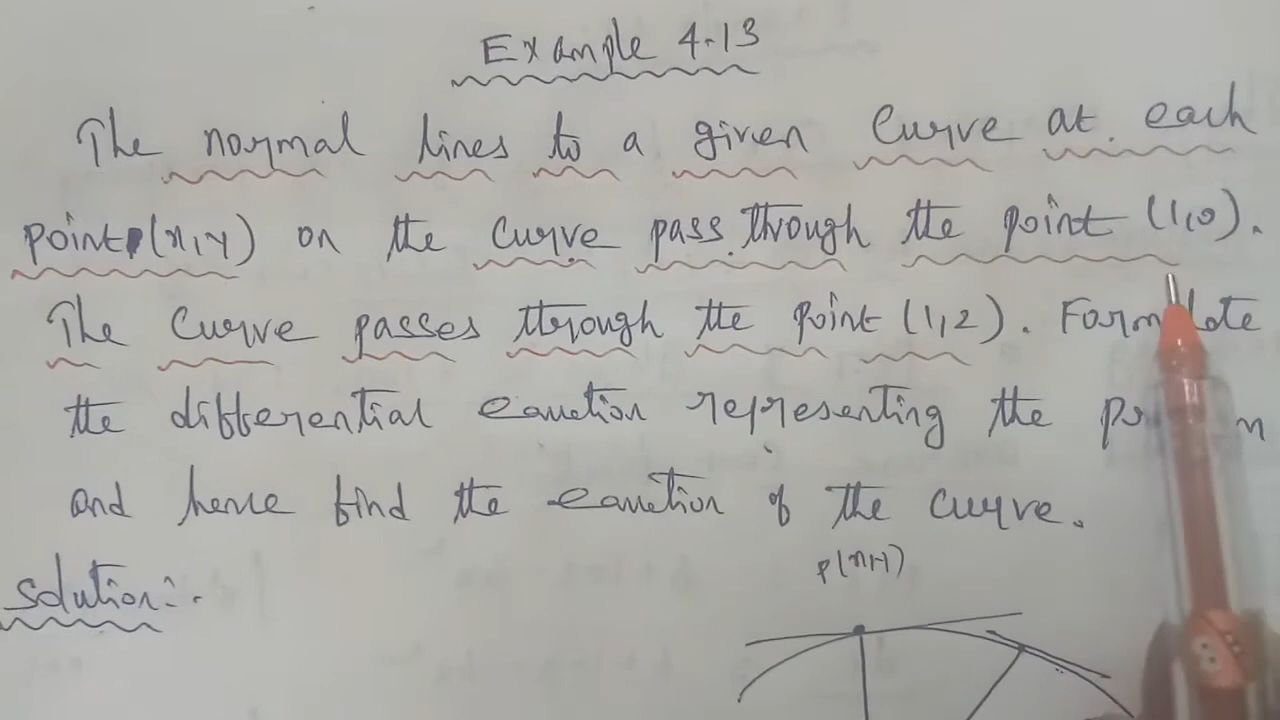 Example 4.13
The normal lines to a given Curve at each
point P(x,y) on the curve pass through the point (1,0).
The Curve passes through the point (1,2). Formulate
the differential equation representing the
and hence find the equation of the curve.
P(x,y)
Solution:-